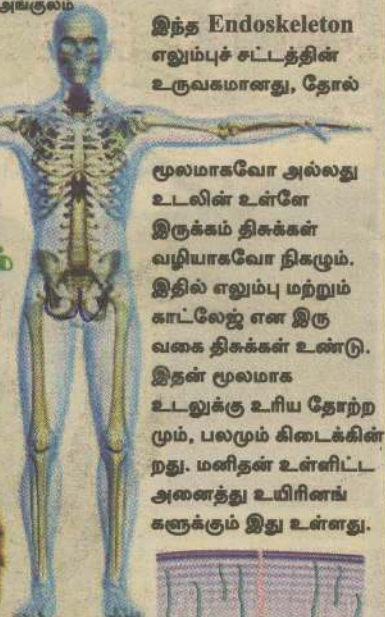 அங்குலம்
இந்த Endoskeleton
எலும்புச் சட்டத்தின்
உருவகமானது, தோல்
மூலமாகவோ அல்லது
உடலின் உள்ளே
இருக்கம் திசுக்கள்
வழியாகவோ நிகழும்.
இதில் எலும்பு மற்றும்
காட்லேஜ் என இரு
வகை திசுக்கள் உண்டு.
இதன் மூலமாக
உடலுக்கு உரிய தோற்ற
மும், பலமும் கிடைக்கின்
றது. மனிதன் உள்ளிட்ட
அனைத்து உயிரினங்
களுக்கும் இது உள்ளது.